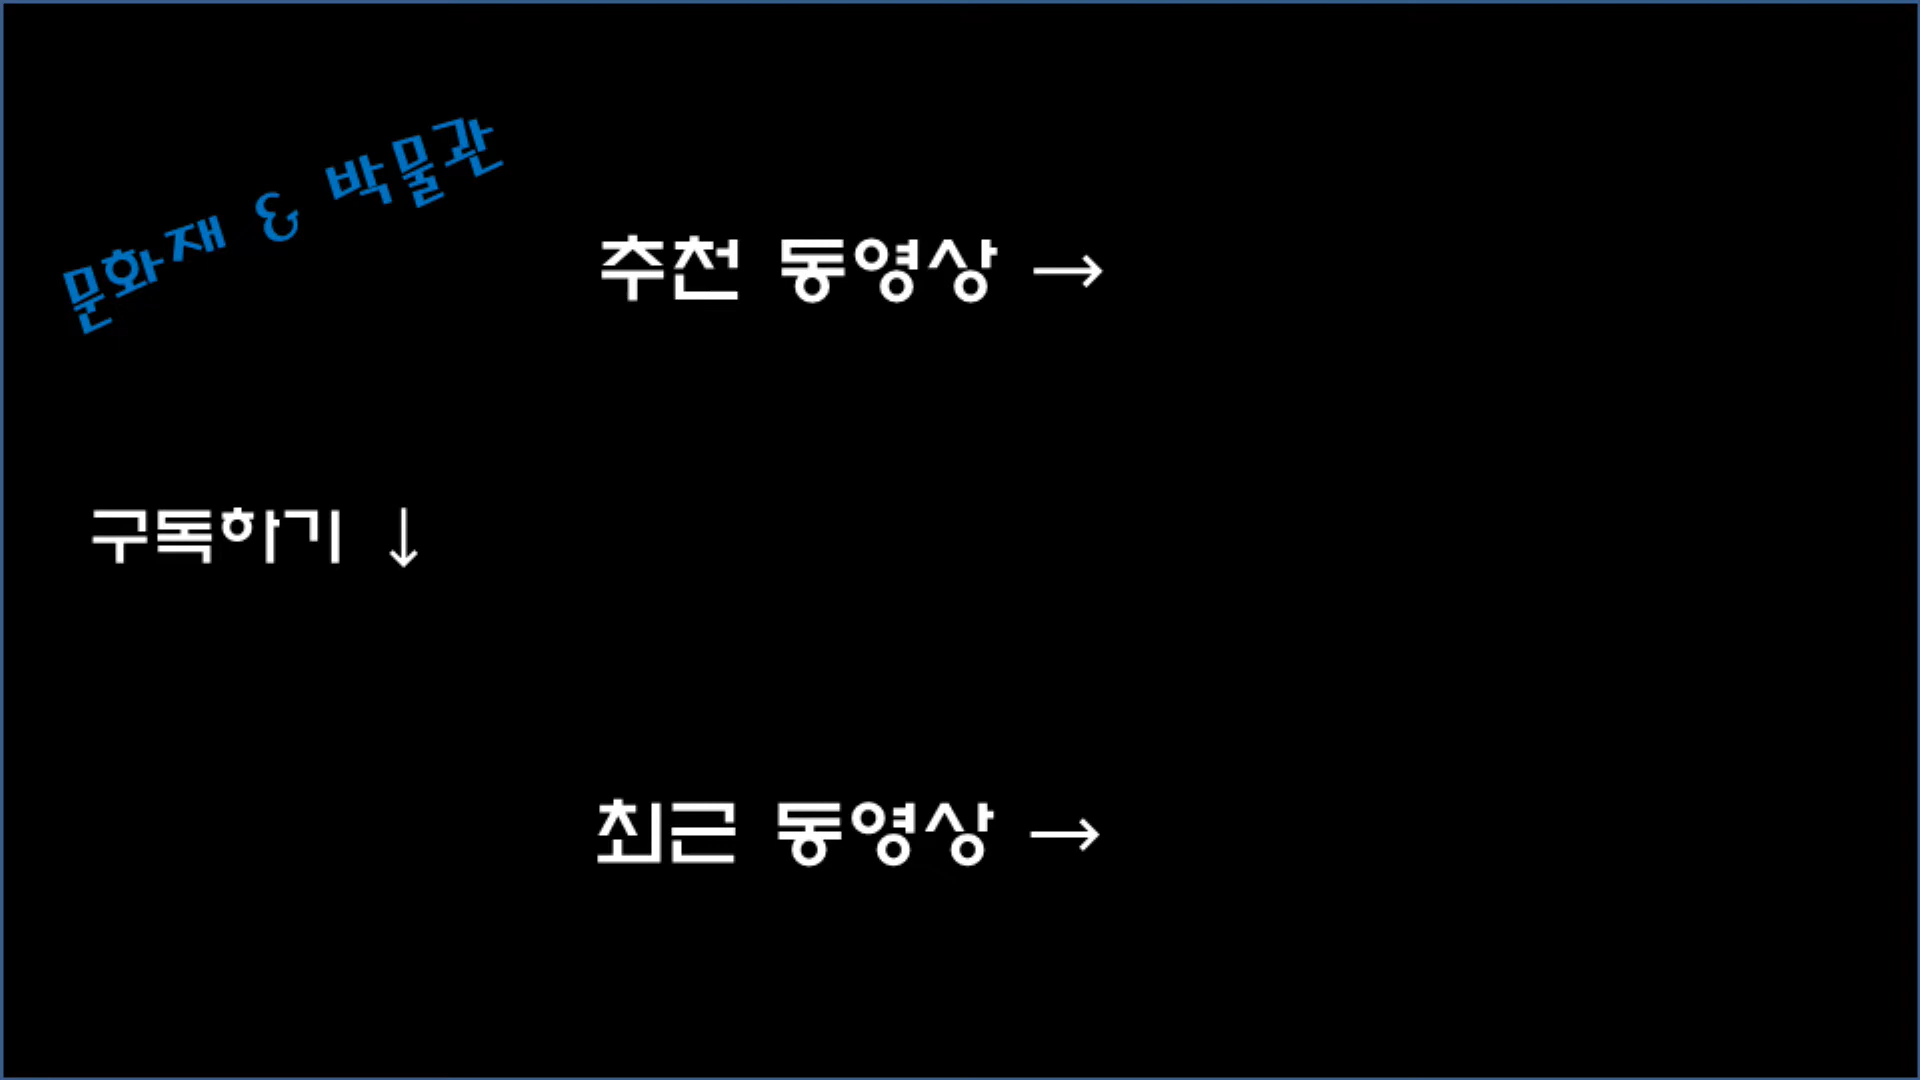 문화재 & 박물관
추천 동영상 →
구독하기 ↓
최근 동영상 →